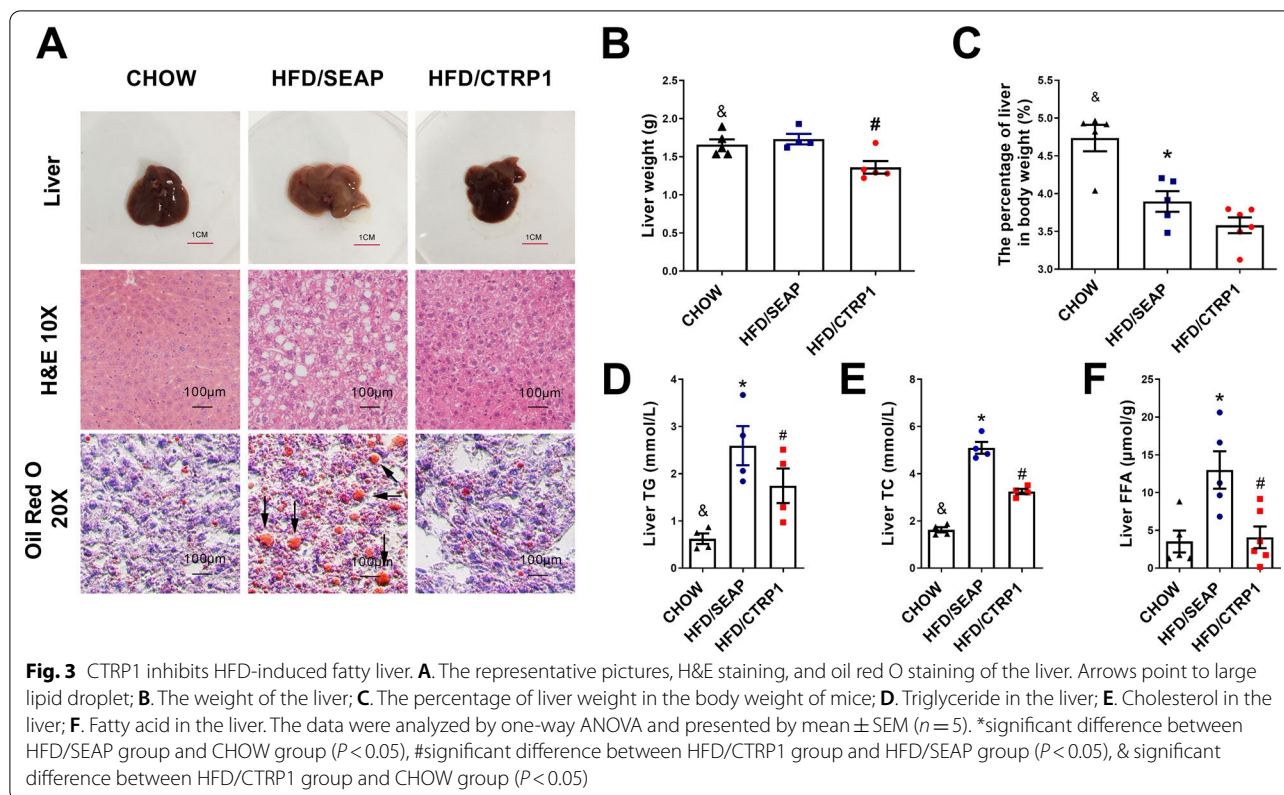 A
CHOW
HFD/SEAP
HFD/CTRP1
Liver
1CM
1CM
1CM
H&E 10X
100μm
100μm
100μm
Oil Red O
20X
100μm
100μm
100μm
B
Liver weight (g)
2.5
2.0
1.5
1.0
0.5
0.0
&
#
CHOW
HFD/SEAP
HFD/CTRP1
C
The percentage of liver
in body weight (%)
5.5
5.0
4.5
4.0
3.5
3.0
&
*
CHOW
HFD/SEAP
HFD/CTRP1
D
Liver TG (mmol/L)
4
3
2
1
0
&
*
#
CHOW
HFD/SEAP
HFD/CTRP1
E
Liver TC (mmol/L)
8
6
4
2
0
&
*
#
CHOW
HFD/SEAP
HFD/CTRP1
F
Liver FFA (μmol/g)
25
20
15
10
5
0
*
#
CHOW
HFD/SEAP
HFD/CTRP1
Fig. 3 CTRP1 inhibits HFD-induced fatty liver. A. The representative pictures, H&E staining, and oil red O staining of the liver. Arrows point to large
lipid droplet; B. The weight of the liver; C. The percentage of liver weight in the body weight of mice; D. Triglyceride in the liver; E. Cholesterol in the
liver; F. Fatty acid in the liver. The data were analyzed by one-way ANOVA and presented by mean ± SEM (n = 5). *significant difference between
HFD/SEAP group and CHOW group (P < 0.05), #significant difference between HFD/CTRP1 group and HFD/SEAP group (P < 0.05), & significant
difference between HFD/CTRP1 group and CHOW group (P < 0.05)